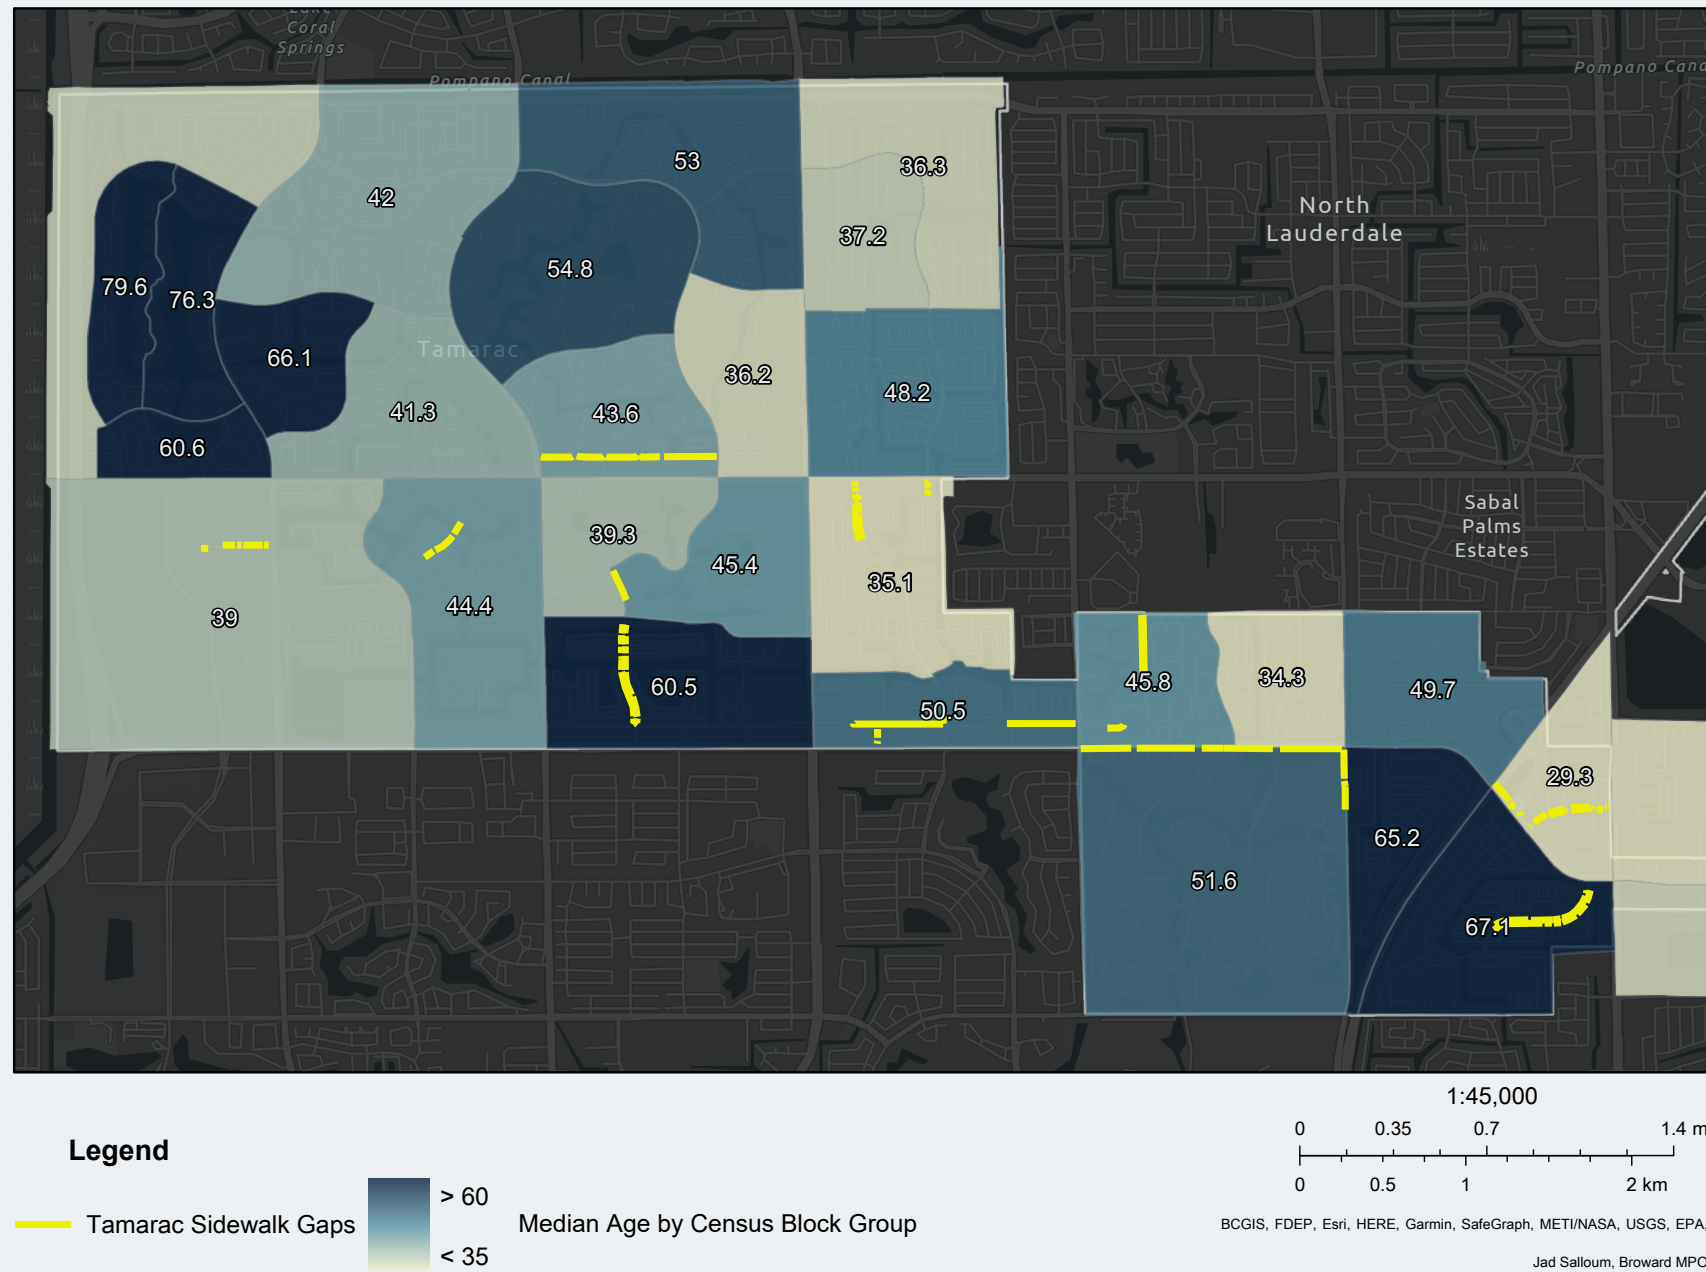 Lake
Coral
Springs
Pompano Canal
Pompano Cana
53
36.3
42
North
Lauderdale
37.2
54.8
79.6
76.3
Tamarac
66.1
36.2
48.2
41.3
43.6
60.6
Sabal
Palms
Estates
39.3
45.4
35.1
44.4
39
60.5
45.8
34.3
49.7
50.5
29.3
65.2
51.6
67.1
1:45,000
0 0.35 0.7 1.4 m
0 0.5 1 2 km
Legend
Tamarac Sidewalk Gaps
> 60
< 35
Median Age by Census Block Group
BCGIS, FDEP, Esri, HERE, Garmin, SafeGraph, METI/NASA, USGS, EPA,
Jad Salloum, Broward MPO